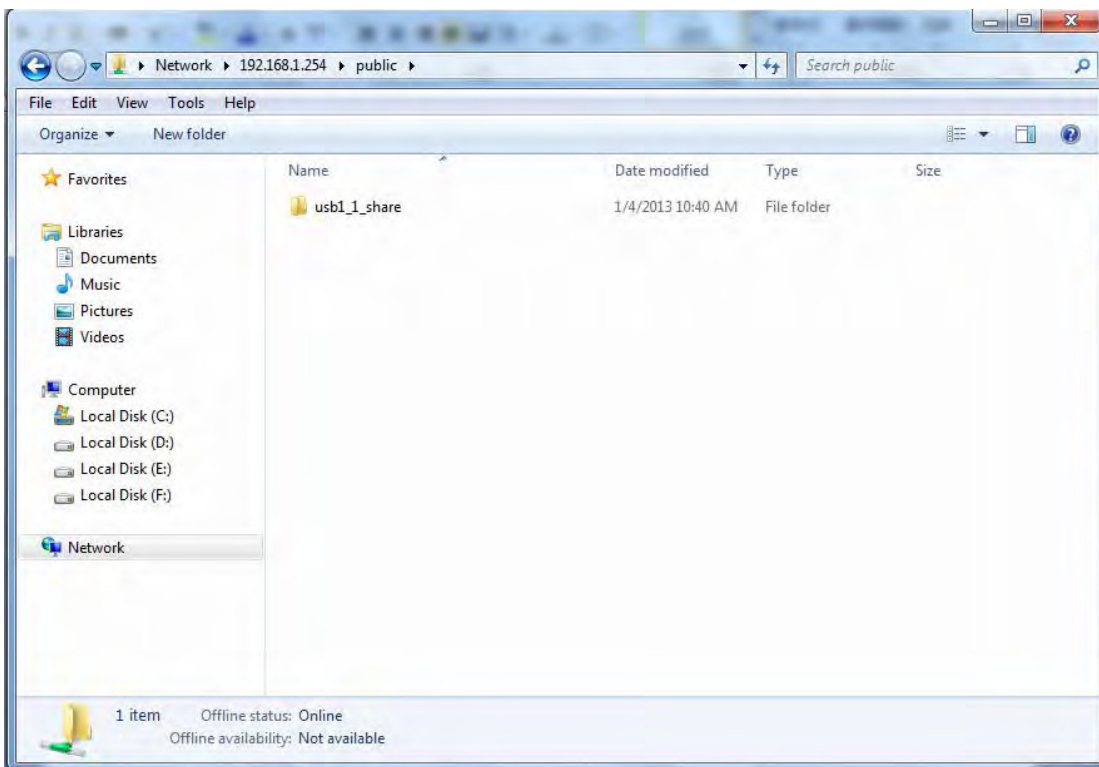 Network ▸ 192.168.1.254 ▸ public ▸ Search public
File Edit View Tools Help
Organize ▾ New folder
Name Date modified Type Size
usb1_1_share 1/4/2013 10:40 AM File folder
Favorites
Libraries
Documents
Music
Pictures
Videos
Computer
Local Disk (C:)
Local Disk (D:)
Local Disk (E:)
Local Disk (F:)
Network
1 item Offline status: Online
Offline availability: Not available